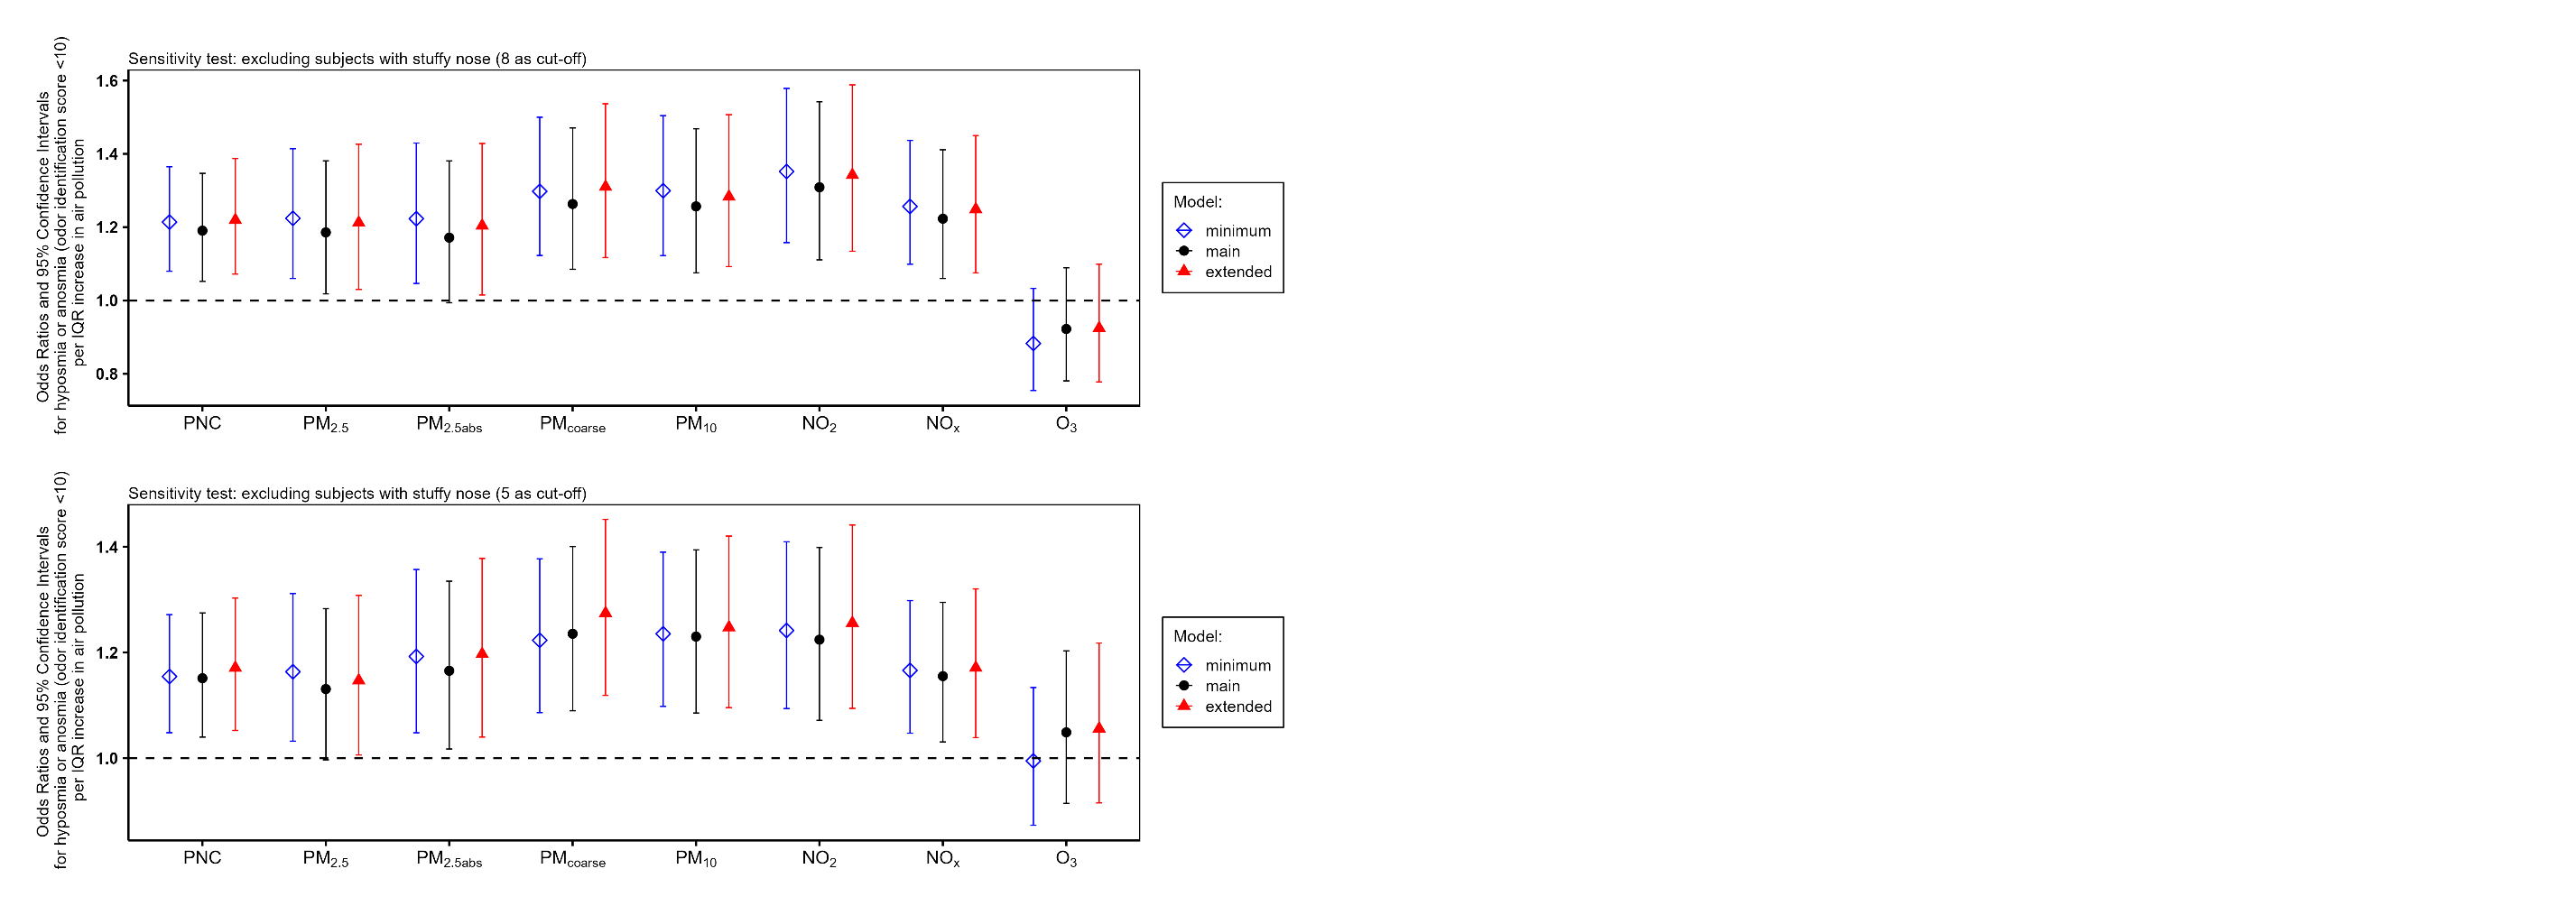 Sensitivity test: excluding subjects with stuffy nose (8 as cut-off)
Odds Ratios and 95% Confidence Intervals
for hyposmia or anosmia (odor identification score <10)
per IQR increase in air pollution
1.6
1.4
1.2
1.0
0.8
PNC PM2.5 PM2.5abs PMcoarse PM10 NO2 NOx O3
Model:
minimum
main
extended
Sensitivity test: excluding subjects with stuffy nose (5 as cut-off)
Odds Ratios and 95% Confidence Intervals
for hyposmia or anosmia (odor identification score <10)
per IQR increase in air pollution
1.4
1.2
1.0
PNC PM2.5 PM2.5abs PMcoarse PM10 NO2 NOx O3
Model:
minimum
main
extended